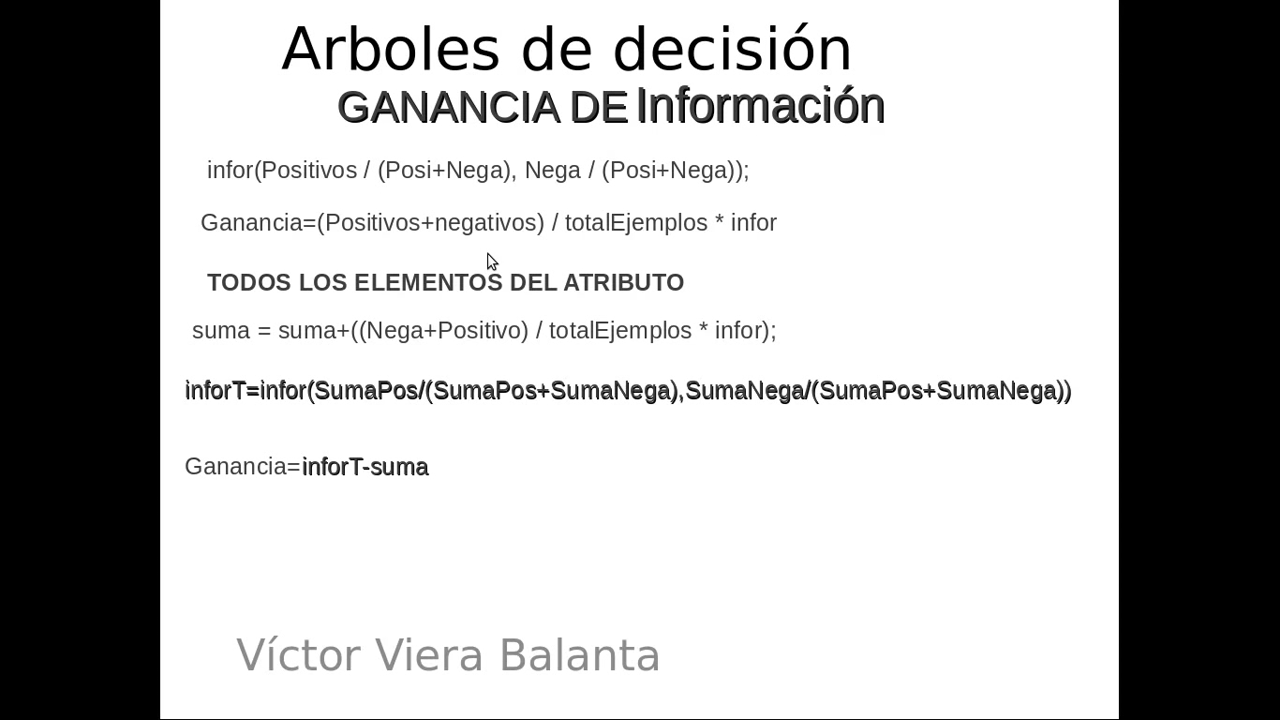 Arboles de decisión
GANANCIA DE Información
infor(Positivos / (Posi+Nega), Nega / (Posi+Nega));
Ganancia=(Positivos+negativos) / totalEjemplos * infor
TODOS LOS ELEMENTOS DEL ATRIBUTO
suma = suma+((Nega+Positivo) / totalEjemplos * infor);
inforT=infor(SumaPos/(SumaPos+SumaNega),SumaNega/(SumaPos+SumaNega))
Ganancia=inforT-suma
Víctor Viera Balanta